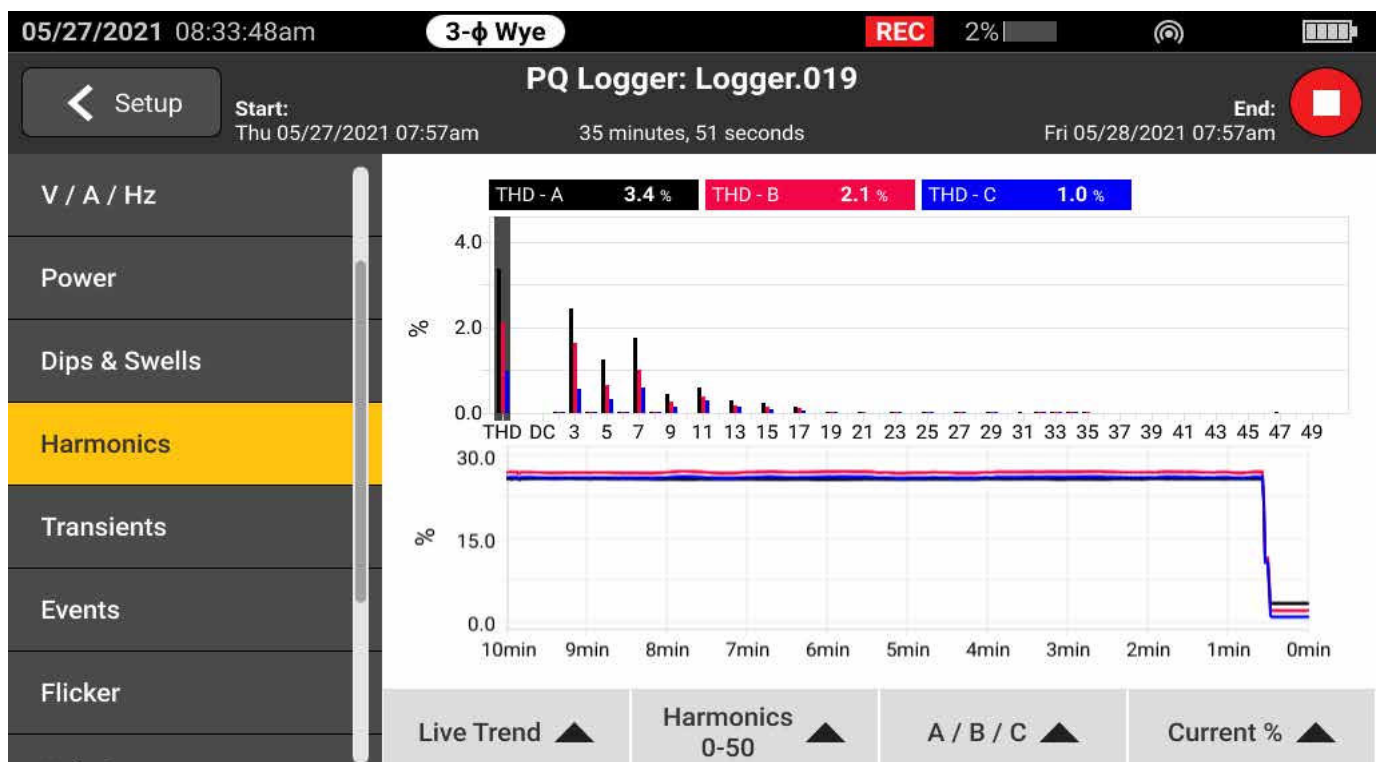 05/27/2021 08:33:48am 3-ϕ Wye REC 2%
PQ Logger: Logger.019
Setup
Start:
Thu 05/27/2021 07:57am
35 minutes, 51 seconds
End:
Fri 05/28/2021 07:57am
V / A / Hz
Power
Dips & Swells
Harmonics
Transients
Events
Flicker
THD - A 3.4 % THD - B 2.1 % THD - C 1.0 %
4.0
2.0
0.0
%
THD DC 3 5 7 9 11 13 15 17 19 21 23 25 27 29 31 33 35 37 39 41 43 45 47 49
30.0
15.0
0.0
%
10min 9min 8min 7min 6min 5min 4min 3min 2min 1min 0min
Live Trend
Harmonics
0-50
A / B / C
Current %